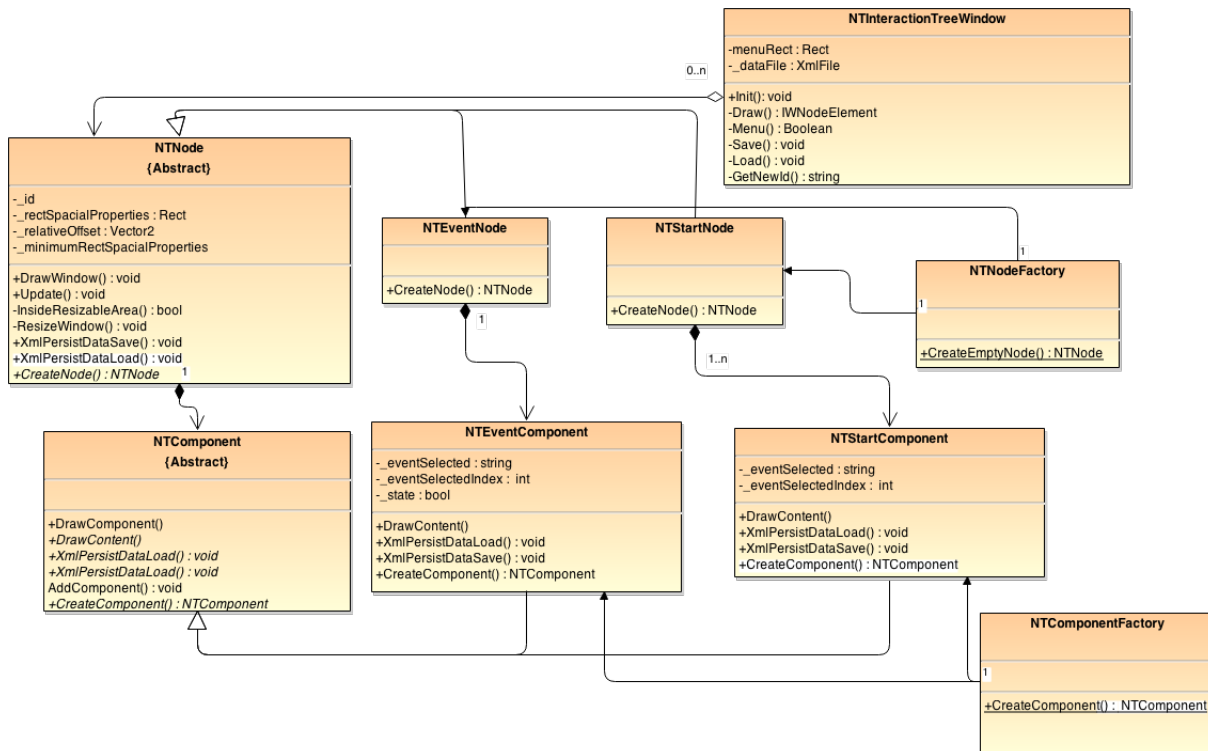 NTInteractionTreeWindow
-menuRect : Rect
-_dataFile : XmlFile
+Init(): void
-Draw() : IWNodeElement
-Menu() : Boolean
-Save() : void
-Load() : void
-GetNewId() : string
0..n
NTNode
{Abstract}
-_id
-_rectSpacialProperties : Rect
-_relativeOffset : Vector2
-_minimumRectSpacialProperties
+DrawWindow() : void
+Update() : void
-InsideResizableArea() : bool
-ResizeWindow() : void
+XmlPersistDataSave() : void
+XmlPersistDataLoad() : void
+CreateNode() : NTNode
1
NTEventNode
+CreateNode() : NTNode
1
NTStartNode
+CreateNode() : NTNode
1..n
1
NTNodeFactory
1
+CreateEmptyNode() : NTNode
NTComponent
{Abstract}
+DrawComponent()
+DrawContent()
+XmlPersistDataLoad() : void
+XmlPersistDataLoad() : void
AddComponent() : void
+CreateComponent() : NTComponent
NTEventComponent
-_eventSelected : string
-_eventSelectedIndex : int
-_state : bool
+DrawContent()
+XmlPersistDataLoad() : void
+XmlPersistDataSave() : void
+CreateComponent() : NTComponent
NTStartComponent
-_eventSelected : string
-_eventSelectedIndex : int
+DrawContent()
+XmlPersistDataLoad() : void
+XmlPersistDataSave() : void
+CreateComponent() : NTComponent
NTComponentFactory
1
+CreateComponent() : NTComponent